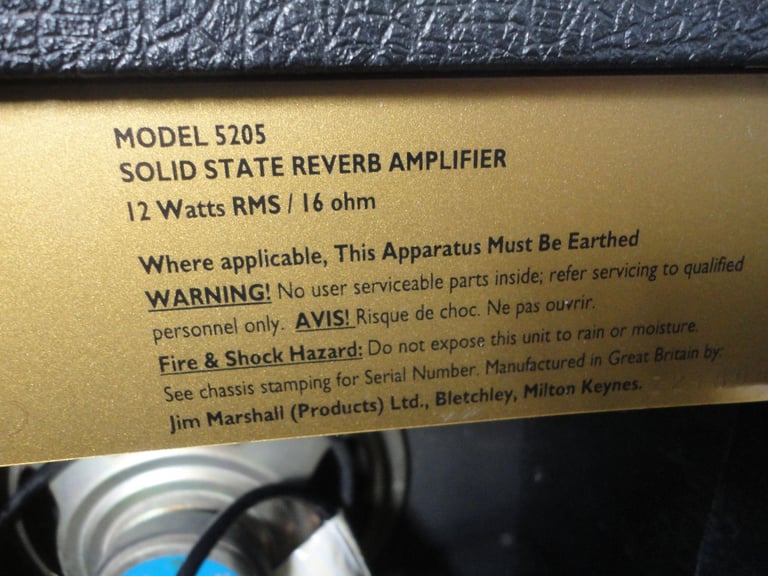 MODEL 5205
SOLID STATE REVERB AMPLIFIER
12 Watts RMS / 16 ohm
Where applicable, This Apparatus Must Be Earthed
WARNING! No user serviceable parts inside; refer servicing to qualified
personnel only. AVIS! Risque de choc. Ne pas ouvrir.
Fire & Shock Hazard: Do not expose this unit to rain or moisture.
See chassis stamping for Serial Number. Manufactured in Great Britain by:
Jim Marshall (Products) Ltd., Bletchley, Milton Keynes.